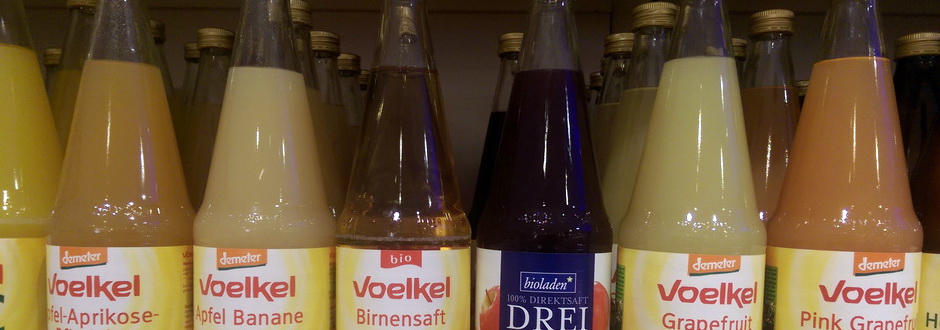 demeter
Voelkel
fel-Aprikose-
demeter
Voelkel
Apfel Banane
bio
Voelkel
Birnensaft
bioladen*
100% DIREKTSAFT
DREI
demeter
Voelkel
Grapefruit
demeter
Voelkel
Pink Grapefru
H